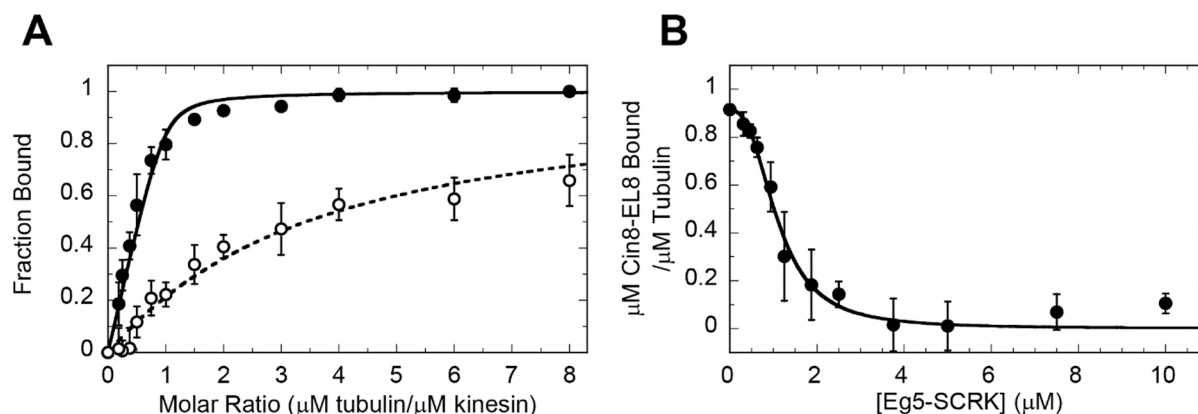 A
Fraction Bound
1
0.8
0.6
0.4
0.2
0
0 1 2 3 4 5 6 7 8
Molar Ratio (μM tubulin/μM kinesin)
B
μM Cin8-EL8 Bound
/μM Tubulin
1
0.8
0.6
0.4
0.2
0
0 2 4 6 8 10
[Eg5-SCRK] (μM)